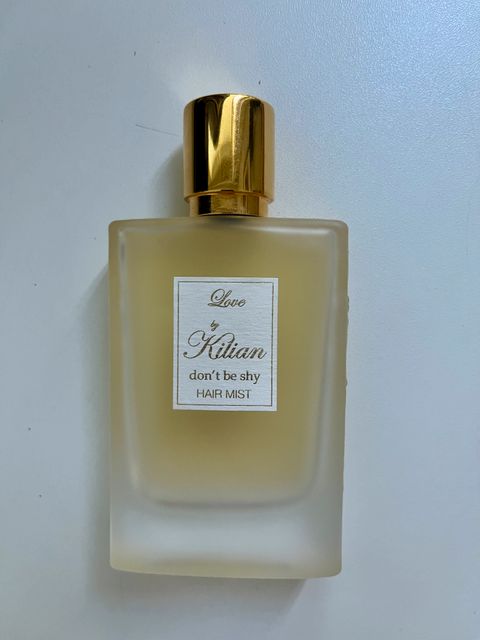 Love
by
Kilian
don't be shy
HAIR MIST